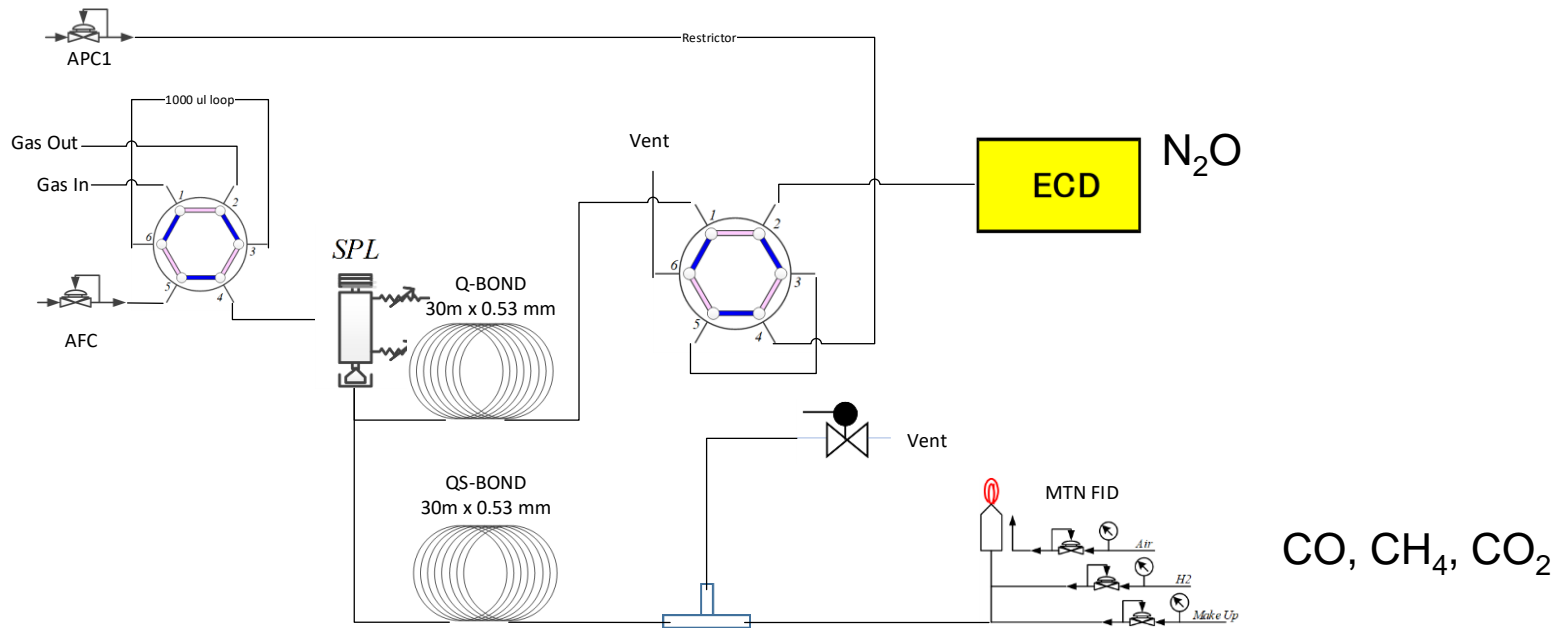 APC1
Restrictor
1000 ul loop
Gas Out
Gas In
1
2
3
4
5
6
AFC
SPL
Q-BOND
30m x 0.53 mm
Vent
1
2
3
4
5
6
ECD
N₂O
Vent
QS-BOND
30m x 0.53 mm
MTN FID
Air
H2
Make Up
CO, CH₄, CO₂